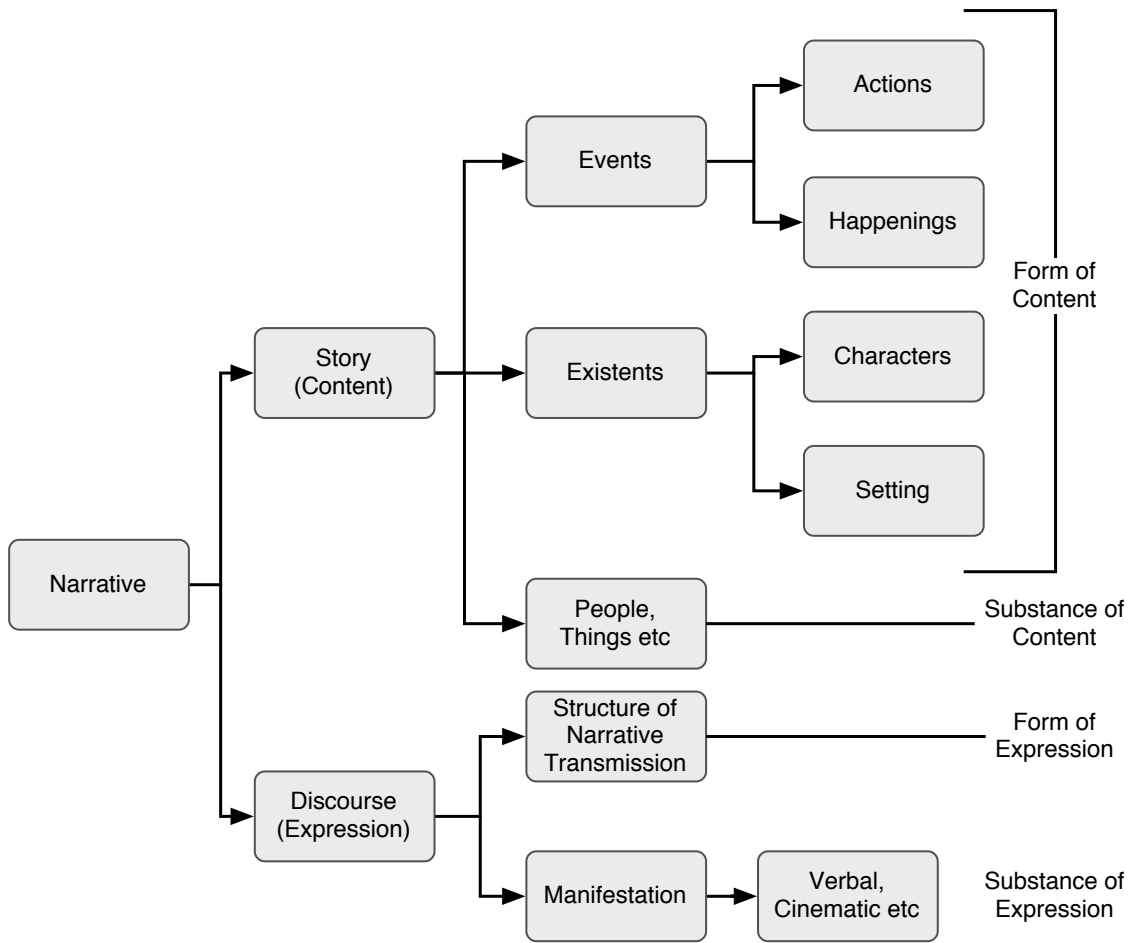 Actions
Events
Happenings
Form of
Content
Story
(Content)
Existents
Characters
Setting
Narrative
People,
Things etc
Substance of
Content
Structure of
Narrative
Transmission
Form of
Expression
Discourse
(Expression)
Manifestation
Verbal,
Cinematic etc
Substance of
Expression